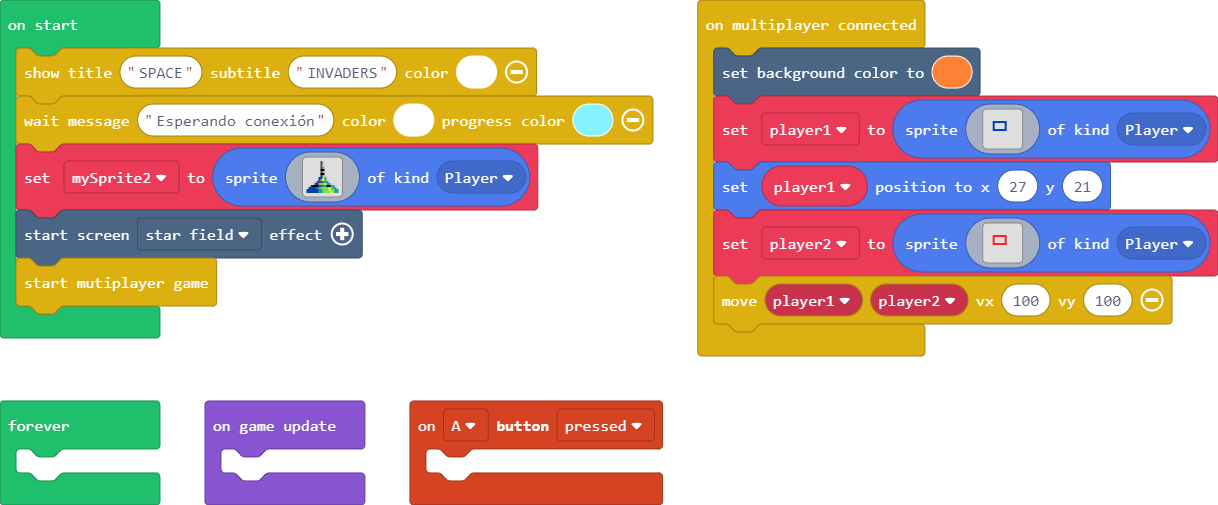 on start
show title "SPACE" subtitle "INVADERS" color
wait message "Esperando conexión" color progress color
set mySprite2 to sprite of kind Player
start screen star field effect
start mutiplayer game
on multiplayer connected
set background color to
set player1 to sprite of kind Player
set player1 position to x 27 y 21
set player2 to sprite of kind Player
move player1 player2 vx 100 vy 100
forever
on game update
on A button pressed